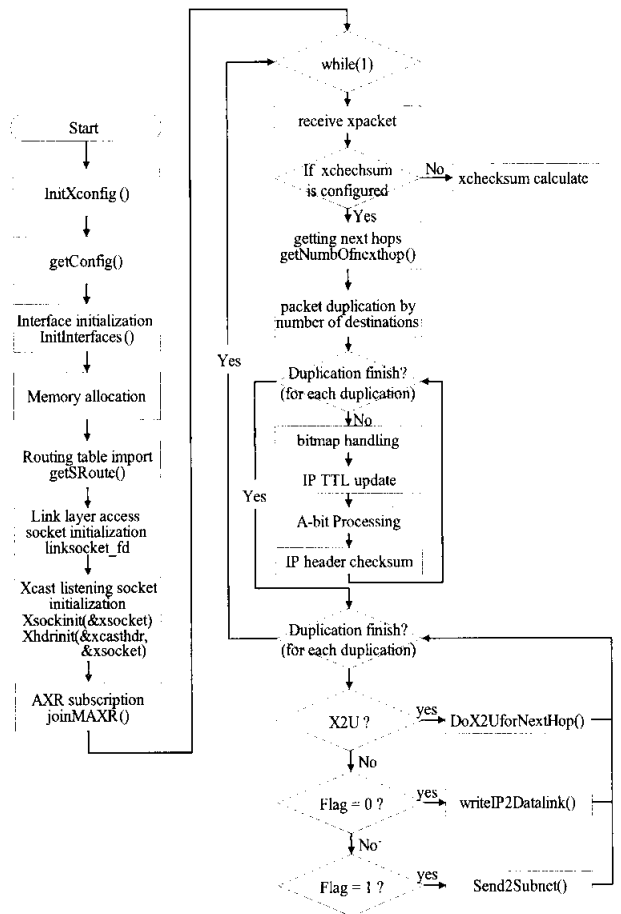 Start
InitXconfig ()
getConfig()
Interface initialization
InitInterfaces ()
Memory allocation
Routing table import
getSRoute()
Link layer access
socket initialization
linksocket_fd
Xcast listening socket
initialization
Xsockinit(&xsocket)
Xhdrinit(&xcasthdr,
&xsocket)
AXR subscription
joinMAXR()
while(1)
receive xpacket
If xchechsum
is configured
No
xchecksum calculate
Yes
getting next hops
getNumbOfnexthop()
packet duplication by
number of destinations
Yes
Duplication finish?
(for each duplication)
No
bitmap handling
Yes
IP TTL update
A-bit Processing
IP header checksum
Duplication finish?
(for each duplication)
X2U ?
yes
DoX2UforNextHop()
No
Flag = 0 ?
yes
writeIP2Datalink()
No
Flag = 1 ?
yes
Send2Subnet()